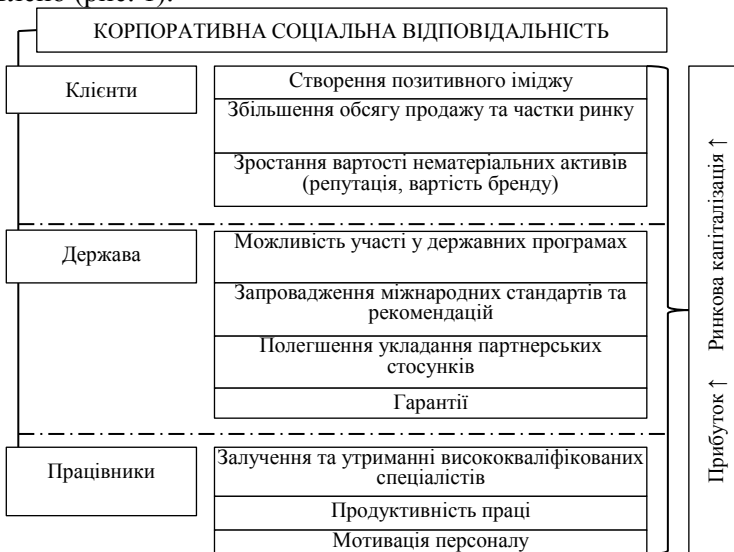 (рис. 1).
КОРПОРАТИВНА СОЦІАЛЬНА ВІДПОВІДАЛЬНІСТЬ
Клієнти
Створення позитивного іміджу
Збільшення обсягу продажу та частки ринку
Зростання вартості нематеріальних активів
(репутація, вартість бренду)
Держава
Можливість участі у державних програмах
Запровадження міжнародних стандартів та
рекомендацій
Полегшення укладання партнерських
стосунків
Гарантії
Працівники
Залучення та утриманні висококваліфікованих
спеціалістів
Продуктивність праці
Мотивація персоналу
Прибуток ↑ Ринкова капіталізація ↑